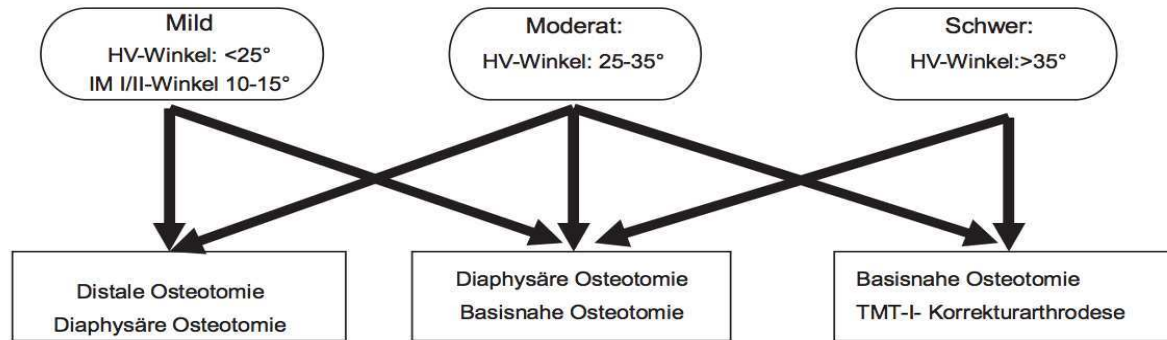 Mild
HV-Winkel: <25°
IM I/II-Winkel 10-15°
Moderat:
HV-Winkel: 25-35°
Schwer:
HV-Winkel:>35°
Distale Osteotomie
Diaphysäre Osteotomie
Diaphysäre Osteotomie
Basisnahe Osteotomie
Basisnahe Osteotomie
TMT-I- Korrekturarthrodese